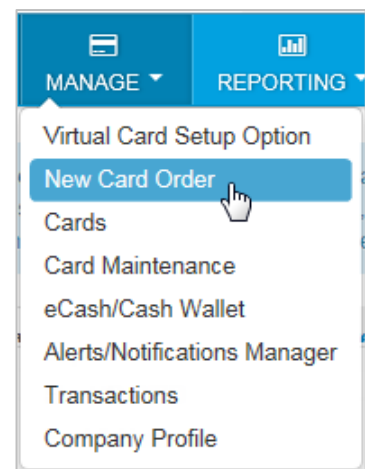 MANAGE REPORTING
Virtual Card Setup Option
New Card Order
Cards
Card Maintenance
eCash/Cash Wallet
Alerts/Notifications Manager
Transactions
Company Profile